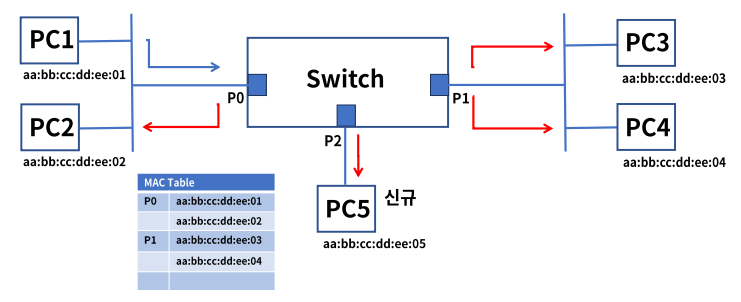 PC1
aa:bb:cc:dd:ee:01
PC2
aa:bb:cc:dd:ee:02
Switch
P0
P1
P2
PC3
aa:bb:cc:dd:ee:03
PC4
aa:bb:cc:dd:ee:04
PC5
신규
aa:bb:cc:dd:ee:05
MAC Table
P0 aa:bb:cc:dd:ee:01
aa:bb:cc:dd:ee:02
P1 aa:bb:cc:dd:ee:03
aa:bb:cc:dd:ee:04